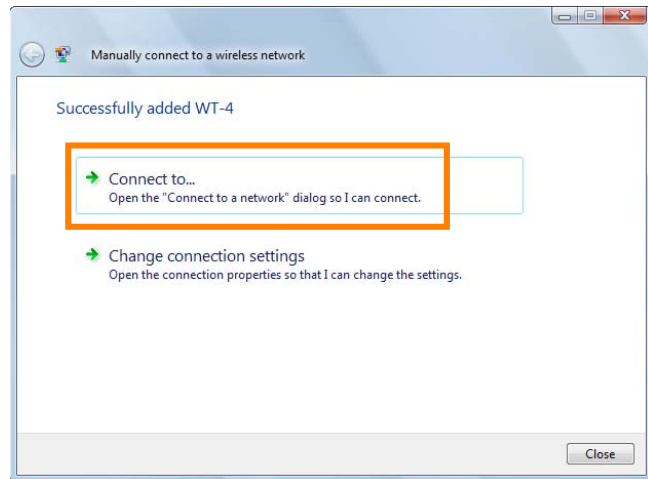 Manually connect to a wireless network
Successfully added WT-4
Connect to...
Open the "Connect to a network" dialog so I can connect.
Change connection settings
Open the connection properties so that I can change the settings.
Close